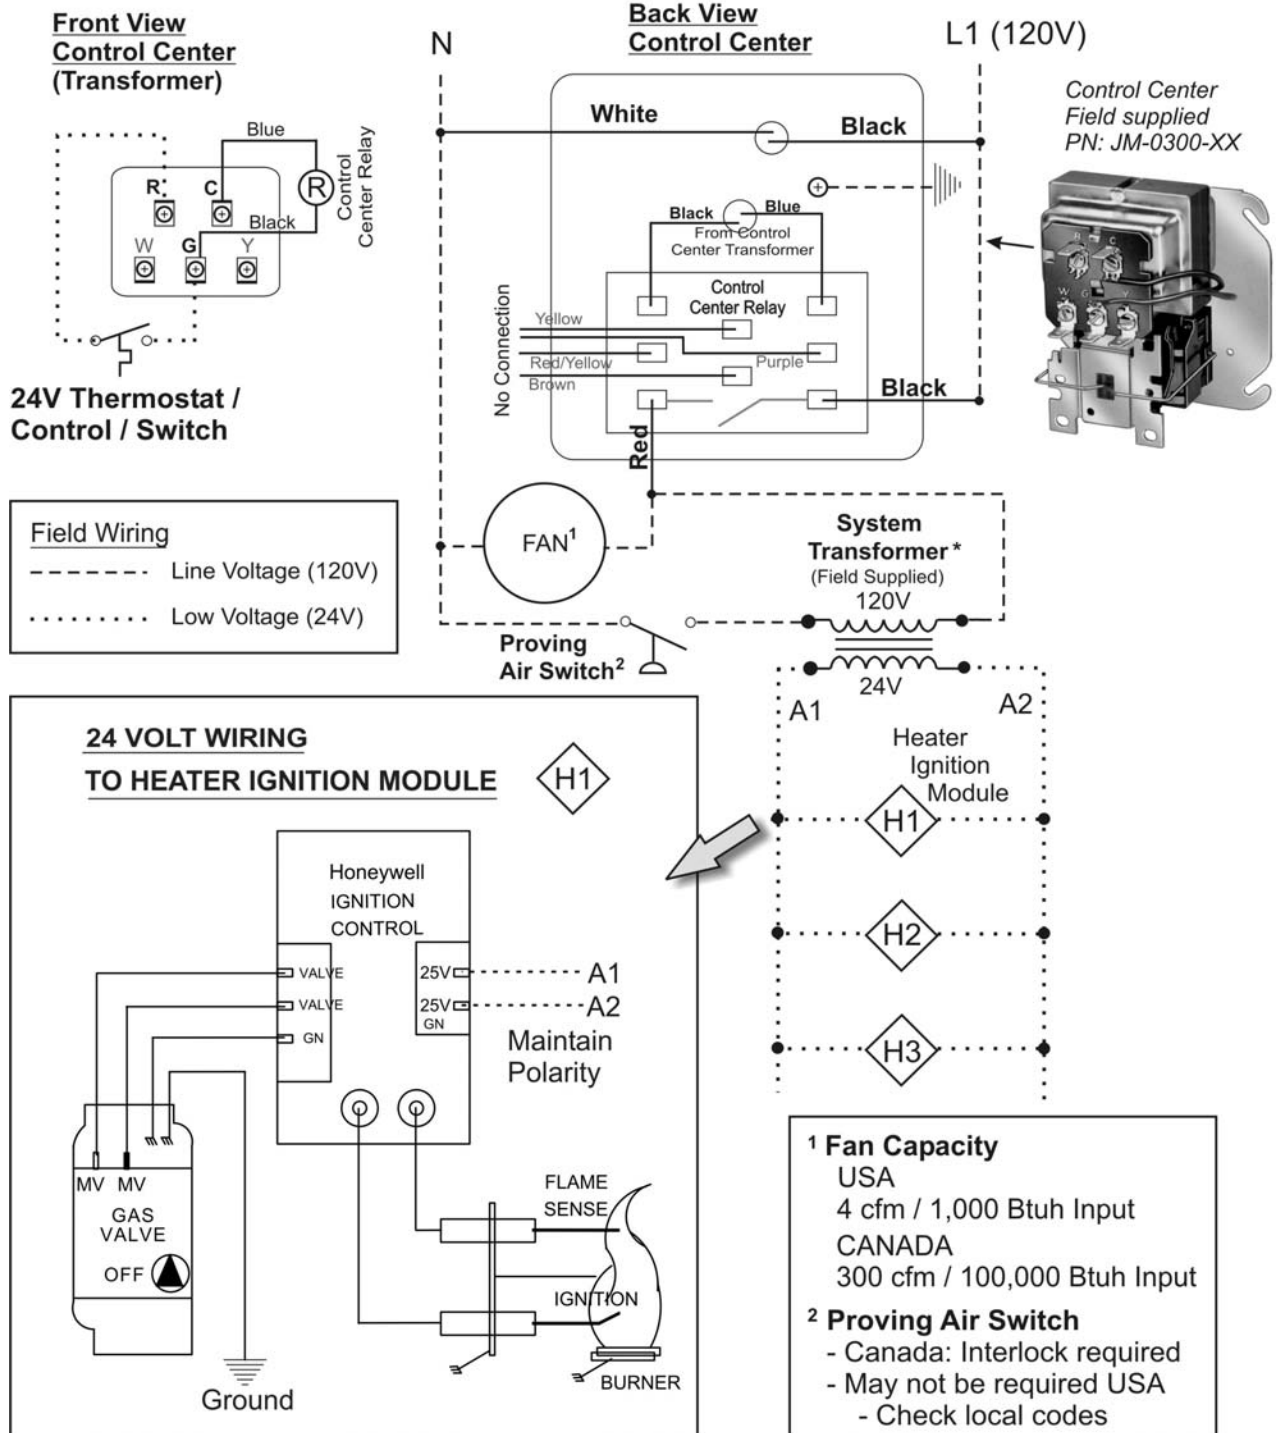 Front View
Control Center
(Transformer)
Blue
R
C
Black
W
G
Y
R
Control
Center Relay
24V Thermostat /
Control / Switch
N
Back View
Control Center
L1 (120V)
White
Black
Black
Blue
From Control
Center Transformer
Control
Center Relay
No Connection
Yellow
Red/Yellow
Purple
Brown
Black
Red
Control Center
Field supplied
PN: JM-0300-XX
R
C
W
G
Y
Field Wiring
Line Voltage (120V)
Low Voltage (24V)
FAN¹
Proving
Air Switch²
System
Transformer*
(Field Supplied)
120V
24V
A1
A2
Heater
Ignition
Module
H1
H2
H3
24 VOLT WIRING
TO HEATER IGNITION MODULE
H1
Honeywell
IGNITION
CONTROL
VALVE
VALVE
GN
25V
25V
GN
A1
A2
Maintain
Polarity
MV MV
GAS
VALVE
OFF
Ground
FLAME
SENSE
IGNITION
BURNER
¹ Fan Capacity
USA
4 cfm / 1,000 Btuh Input
CANADA
300 cfm / 100,000 Btuh Input
² Proving Air Switch
- Canada: Interlock required
- May not be required USA
- Check local codes